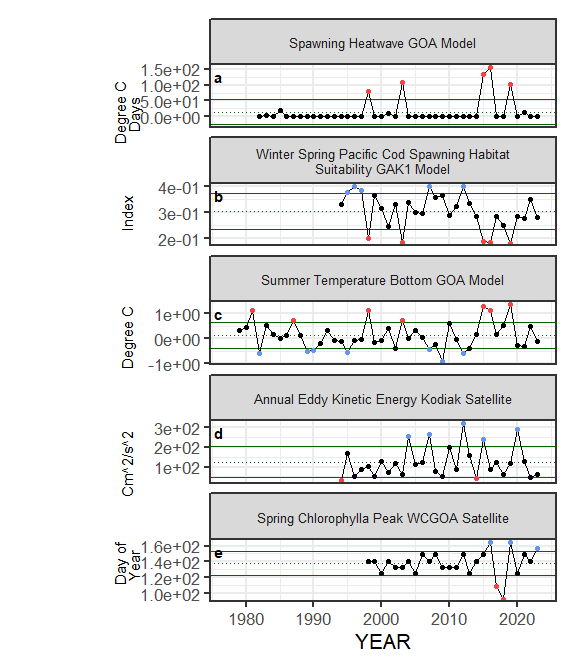 Spawning Heatwave GOA Model
a
Degree C
Days
1.5e+02
1.0e+02
5.0e+01
0.0e+00
Winter Spring Pacific Cod Spawning Habitat
Suitability GAK1 Model
b
Index
4e-01
3e-01
2e-01
Summer Temperature Bottom GOA Model
c
Degree C
1e+00
0e+00
-1e+00
Annual Eddy Kinetic Energy Kodiak Satellite
d
Cm^2/s^2
3e+02
2e+02
1e+02
Spring Chlorophylla Peak WCGOA Satellite
e
Day of
Year
1.6e+02
1.4e+02
1.2e+02
1.0e+02
1980 1990 2000 2010 2020
YEAR